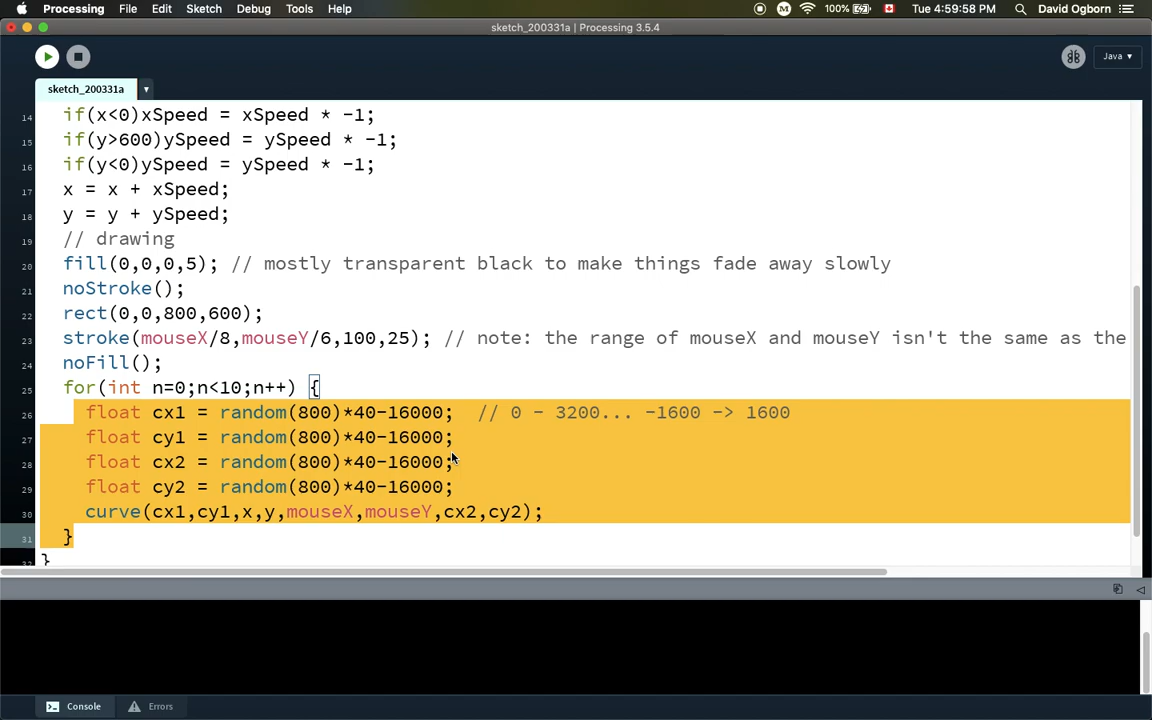 Processing File Edit Sketch Debug Tools Help 100% Tue 4:59:58 PM David Ogborn
sketch_200331a | Processing 3.5.4
Java ▾
sketch_200331a ▾
14 if(x<0)xSpeed = xSpeed * -1;
15 if(y>600)ySpeed = ySpeed * -1;
16 if(y<0)ySpeed = ySpeed * -1;
17 x = x + xSpeed;
18 y = y + ySpeed;
19 // drawing
20 fill(0,0,0,5); // mostly transparent black to make things fade away slowly
21 noStroke();
22 rect(0,0,800,600);
23 stroke(mouseX/8,mouseY/6,100,25); // note: the range of mouseX and mouseY isn't the same as the
24 noFill();
25 for(int n=0;n<10;n++) {
26 float cx1 = random(800)*40-16000; // 0 - 3200... -1600 -> 1600
27 float cy1 = random(800)*40-16000;
28 float cx2 = random(800)*40-16000;
29 float cy2 = random(800)*40-16000;
30 curve(cx1,cy1,x,y,mouseX,mouseY,cx2,cy2);
31 }
32 }
Console Errors